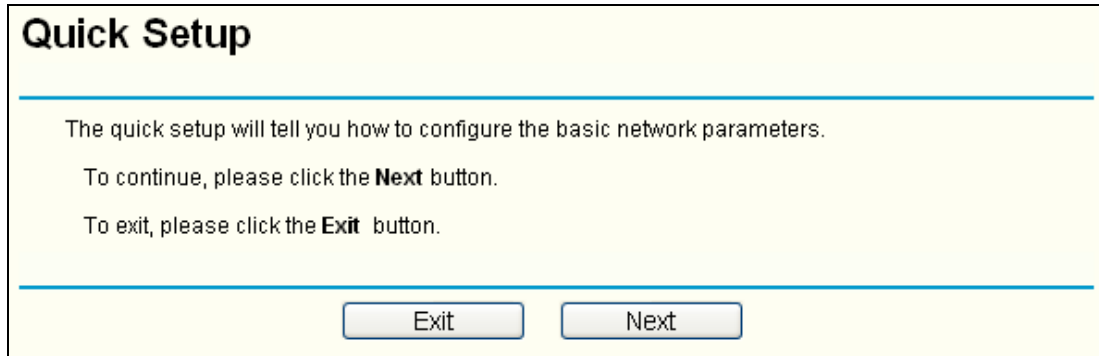 Quick Setup
The quick setup will tell you how to configure the basic network parameters.
To continue, please click the Next button.
To exit, please click the Exit button.
Exit Next